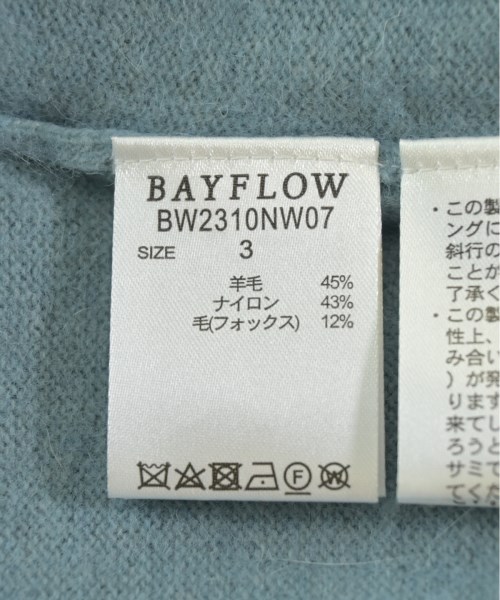 BAYFLOW
BW2310NW07
SIZE 3
羊毛 45%
ナイロン 43%
毛(フォックス) 12%
F
W
・この製
ングに
斜行の
ことか
了承く
・この製
性上、
み合い
）が発
ります
来てし
ろうと
サミで
てくだ